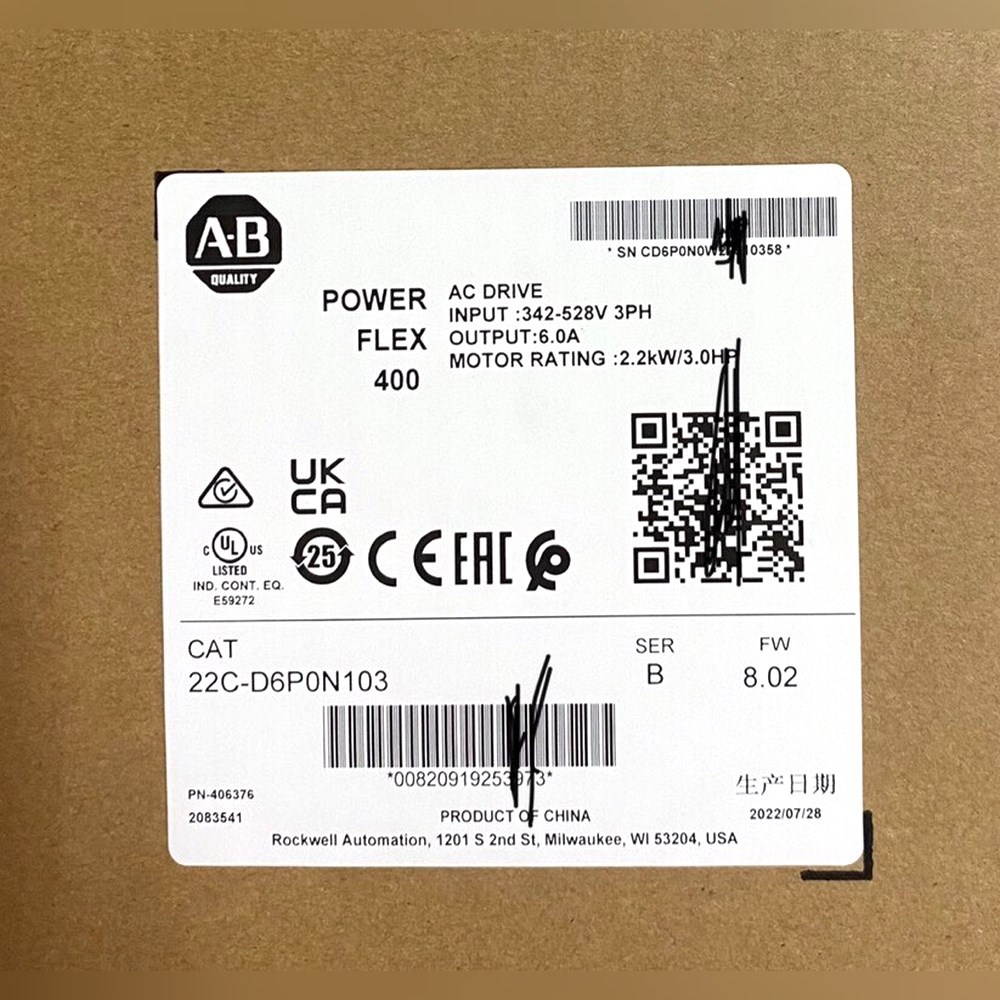 A-B
QUALITY
* SN CD6P0N0W 10358 *
POWER
FLEX
400
AC DRIVE
INPUT :342-528V 3PH
OUTPUT:6.0A
MOTOR RATING :2.2kW/3.0HP
UK
CA
C UL US
LISTED
IND. CONT. EQ.
E59272
25
CE EAC
CAT
22C-D6P0N103
SER
B
FW
8.02
*00820919253973*
PN-406376
2083541
生产日期
2022/07/28
PRODUCT OF CHINA
Rockwell Automation, 1201 S 2nd St, Milwaukee, WI 53204, USA